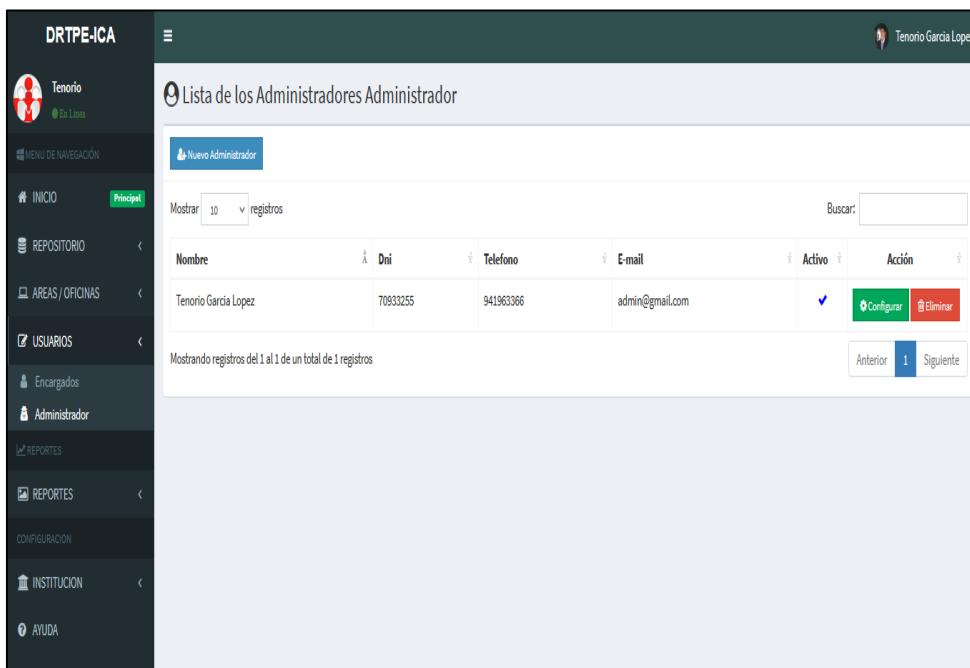 DRTPE-ICA
Tenorio Garcia Lope
Tenorio
En Linea
MENU DE NAVEGACIÓN
INICIO Principal
REPOSITORIO
AREAS / OFICINAS
USUARIOS
Encargados
Administrador
REPORTES
REPORTES
CONFIGURACION
INSTITUCION
AYUDA
Lista de los Administradores Administrador
Nuevo Administrador
Mostrar 10 registros Buscar:
Nombre Dni Telefono E-mail Activo Acción
Tenorio Garcia Lopez 70933255 941963366 admin@gmail.com Configurar Eliminar
Mostrando registros del 1 al 1 de un total de 1 registros Anterior 1 Siguiente